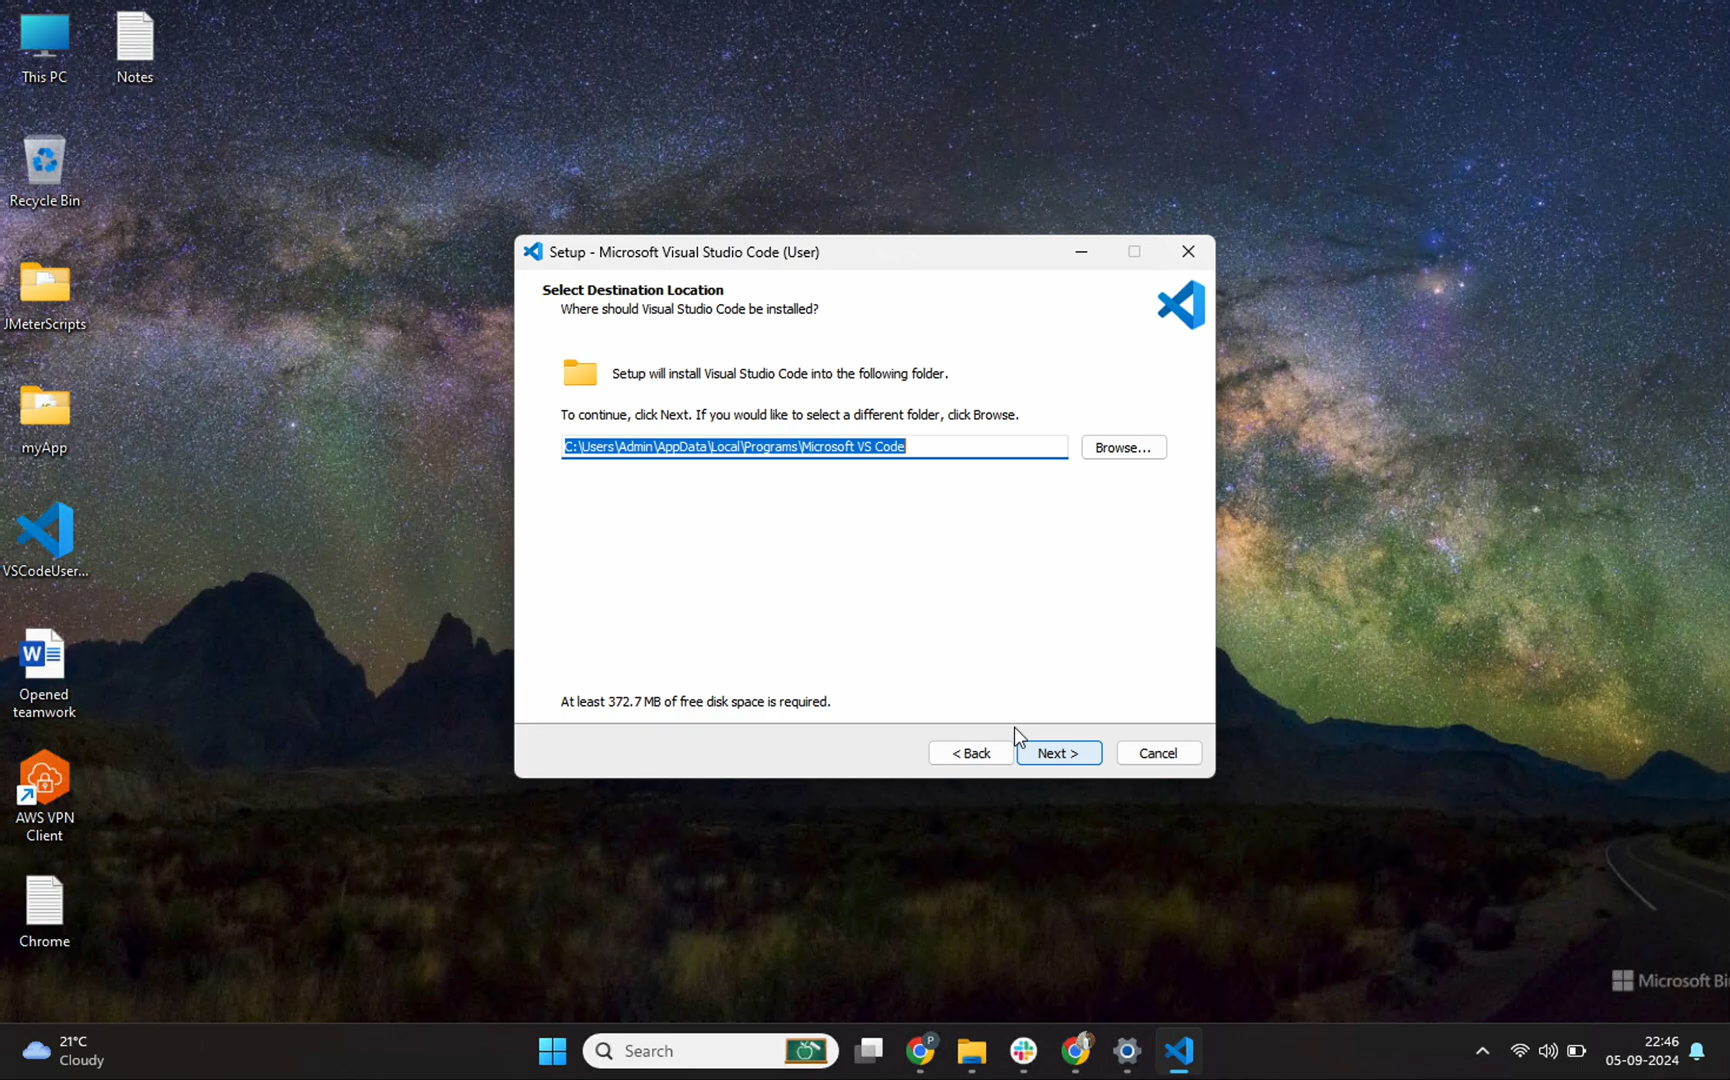 This PC
Notes
Recycle Bin
JMeterScripts
myApp
VSCodeUser...
Opened
teamwork
AWS VPN
Client
Chrome
Setup - Microsoft Visual Studio Code (User)
Select Destination Location
Where should Visual Studio Code be installed?
Setup will install Visual Studio Code into the following folder.
To continue, click Next. If you would like to select a different folder, click Browse.
C:\Users\Admin\AppData\Local\Programs\Microsoft VS Code
Browse...
At least 372.7 MB of free disk space is required.
< Back
Next >
Cancel
Microsoft Bi
21°C
Cloudy
Search
P
22:46
05-09-2024